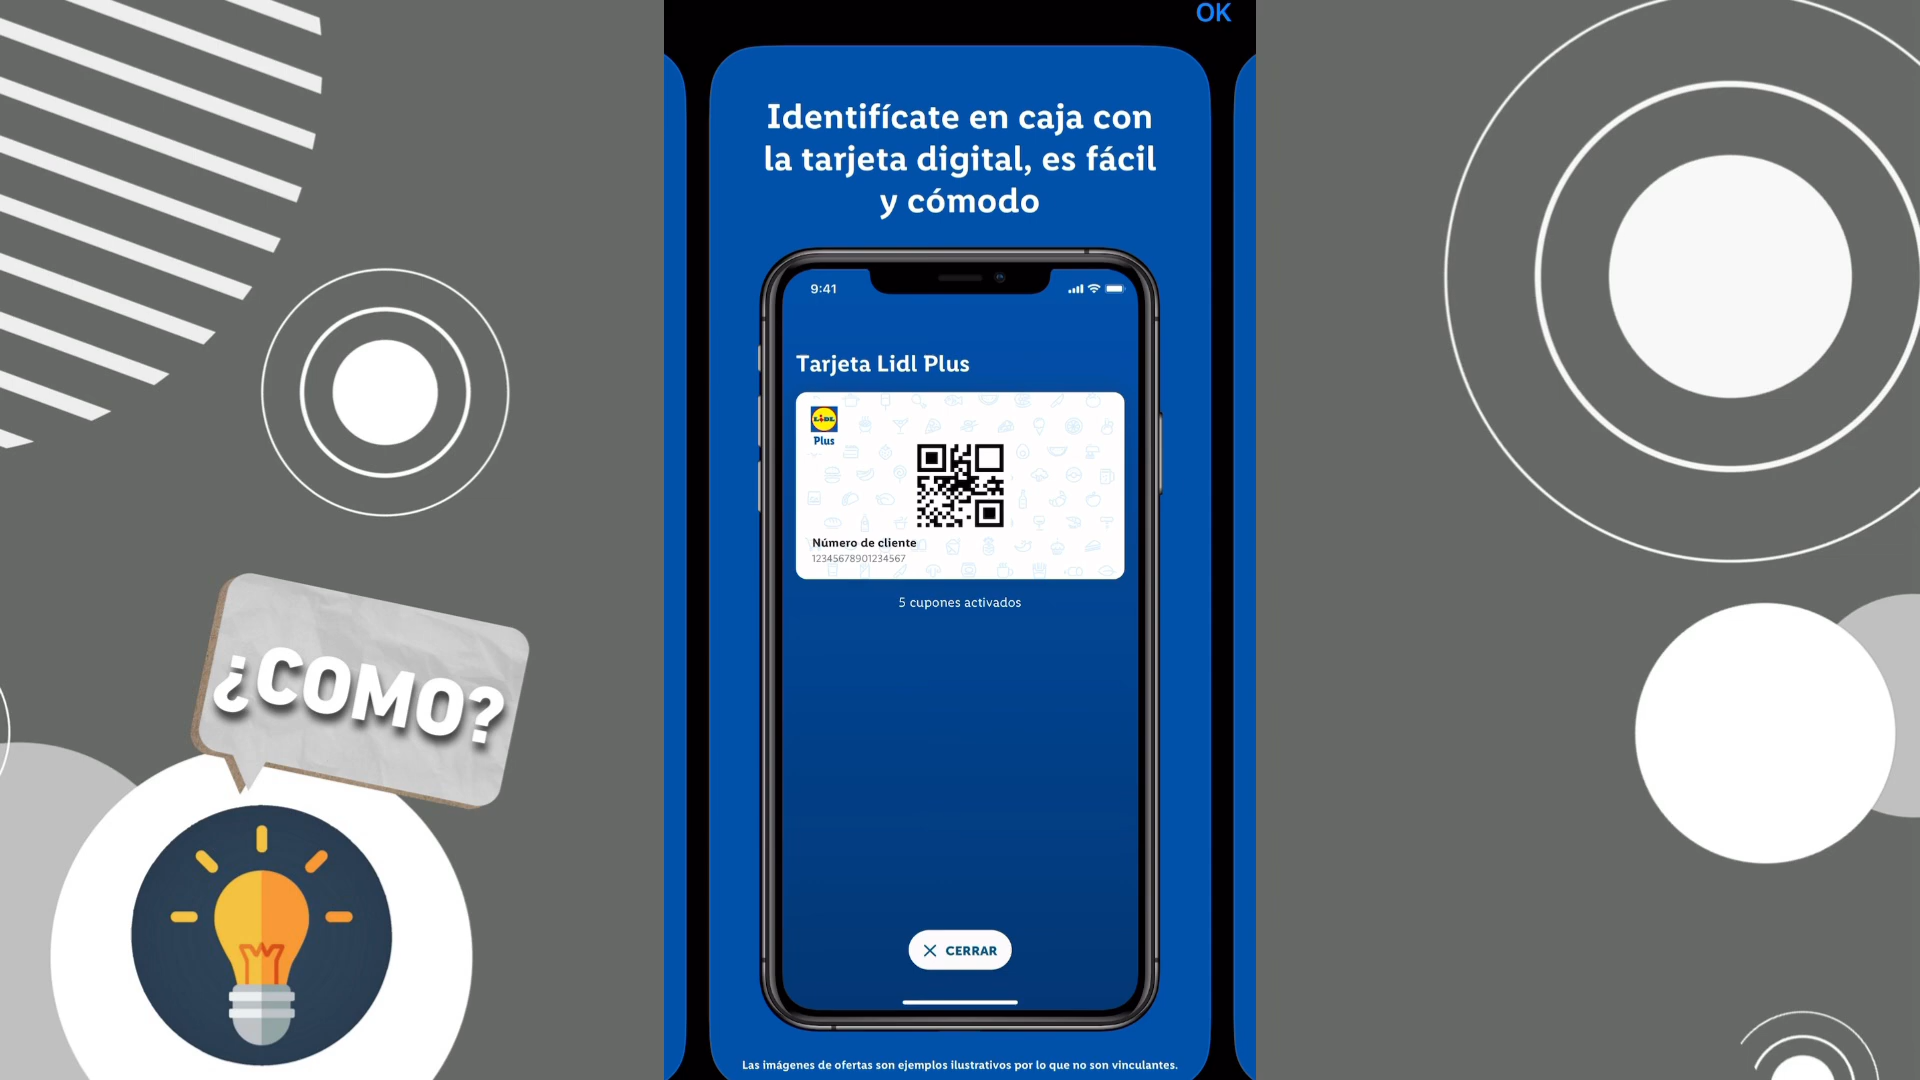 OK
Identifícate en caja con
la tarjeta digital, es fácil
y cómodo
9:41
Tarjeta Lidl Plus
LIDL
Plus
Número de cliente
12345678901234567
5 cupones activados
CERRAR
Las imágenes de ofertas son ejemplos ilustrativos por lo que no son vinculantes.
¿COMO?